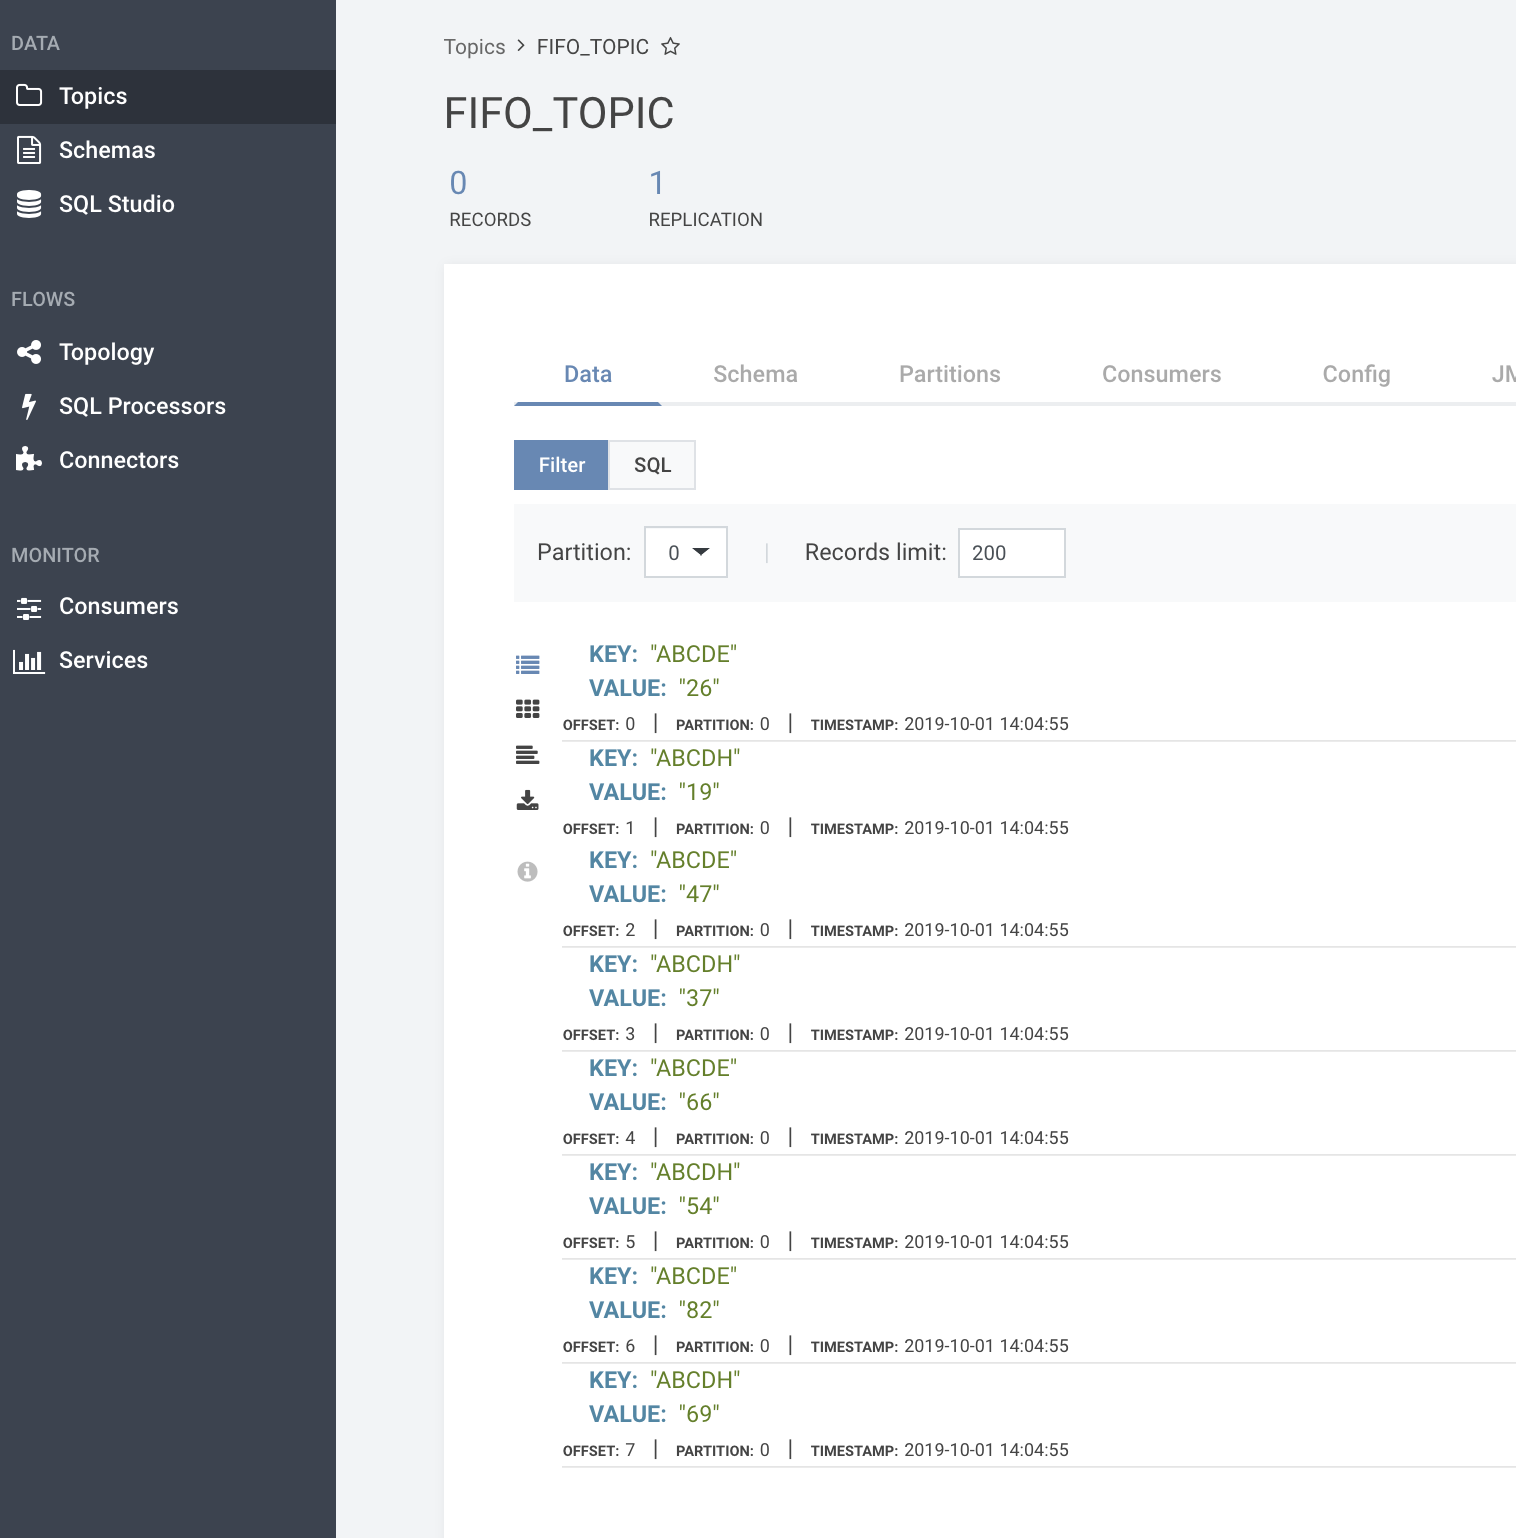 DATA
Topics
Schemas
SQL Studio
FLOWS
Topology
SQL Processors
Connectors
MONITOR
Consumers
Services
Topics > FIFO_TOPIC
FIFO_TOPIC
0 1
RECORDS REPLICATION
Data Schema Partitions Consumers Config JM
Filter SQL
Partition: 0 | Records limit: 200
KEY: "ABCDE"
VALUE: "26"
OFFSET: 0 | PARTITION: 0 | TIMESTAMP: 2019-10-01 14:04:55
KEY: "ABCDH"
VALUE: "19"
OFFSET: 1 | PARTITION: 0 | TIMESTAMP: 2019-10-01 14:04:55
KEY: "ABCDE"
VALUE: "47"
OFFSET: 2 | PARTITION: 0 | TIMESTAMP: 2019-10-01 14:04:55
KEY: "ABCDH"
VALUE: "37"
OFFSET: 3 | PARTITION: 0 | TIMESTAMP: 2019-10-01 14:04:55
KEY: "ABCDE"
VALUE: "66"
OFFSET: 4 | PARTITION: 0 | TIMESTAMP: 2019-10-01 14:04:55
KEY: "ABCDH"
VALUE: "54"
OFFSET: 5 | PARTITION: 0 | TIMESTAMP: 2019-10-01 14:04:55
KEY: "ABCDE"
VALUE: "82"
OFFSET: 6 | PARTITION: 0 | TIMESTAMP: 2019-10-01 14:04:55
KEY: "ABCDH"
VALUE: "69"
OFFSET: 7 | PARTITION: 0 | TIMESTAMP: 2019-10-01 14:04:55